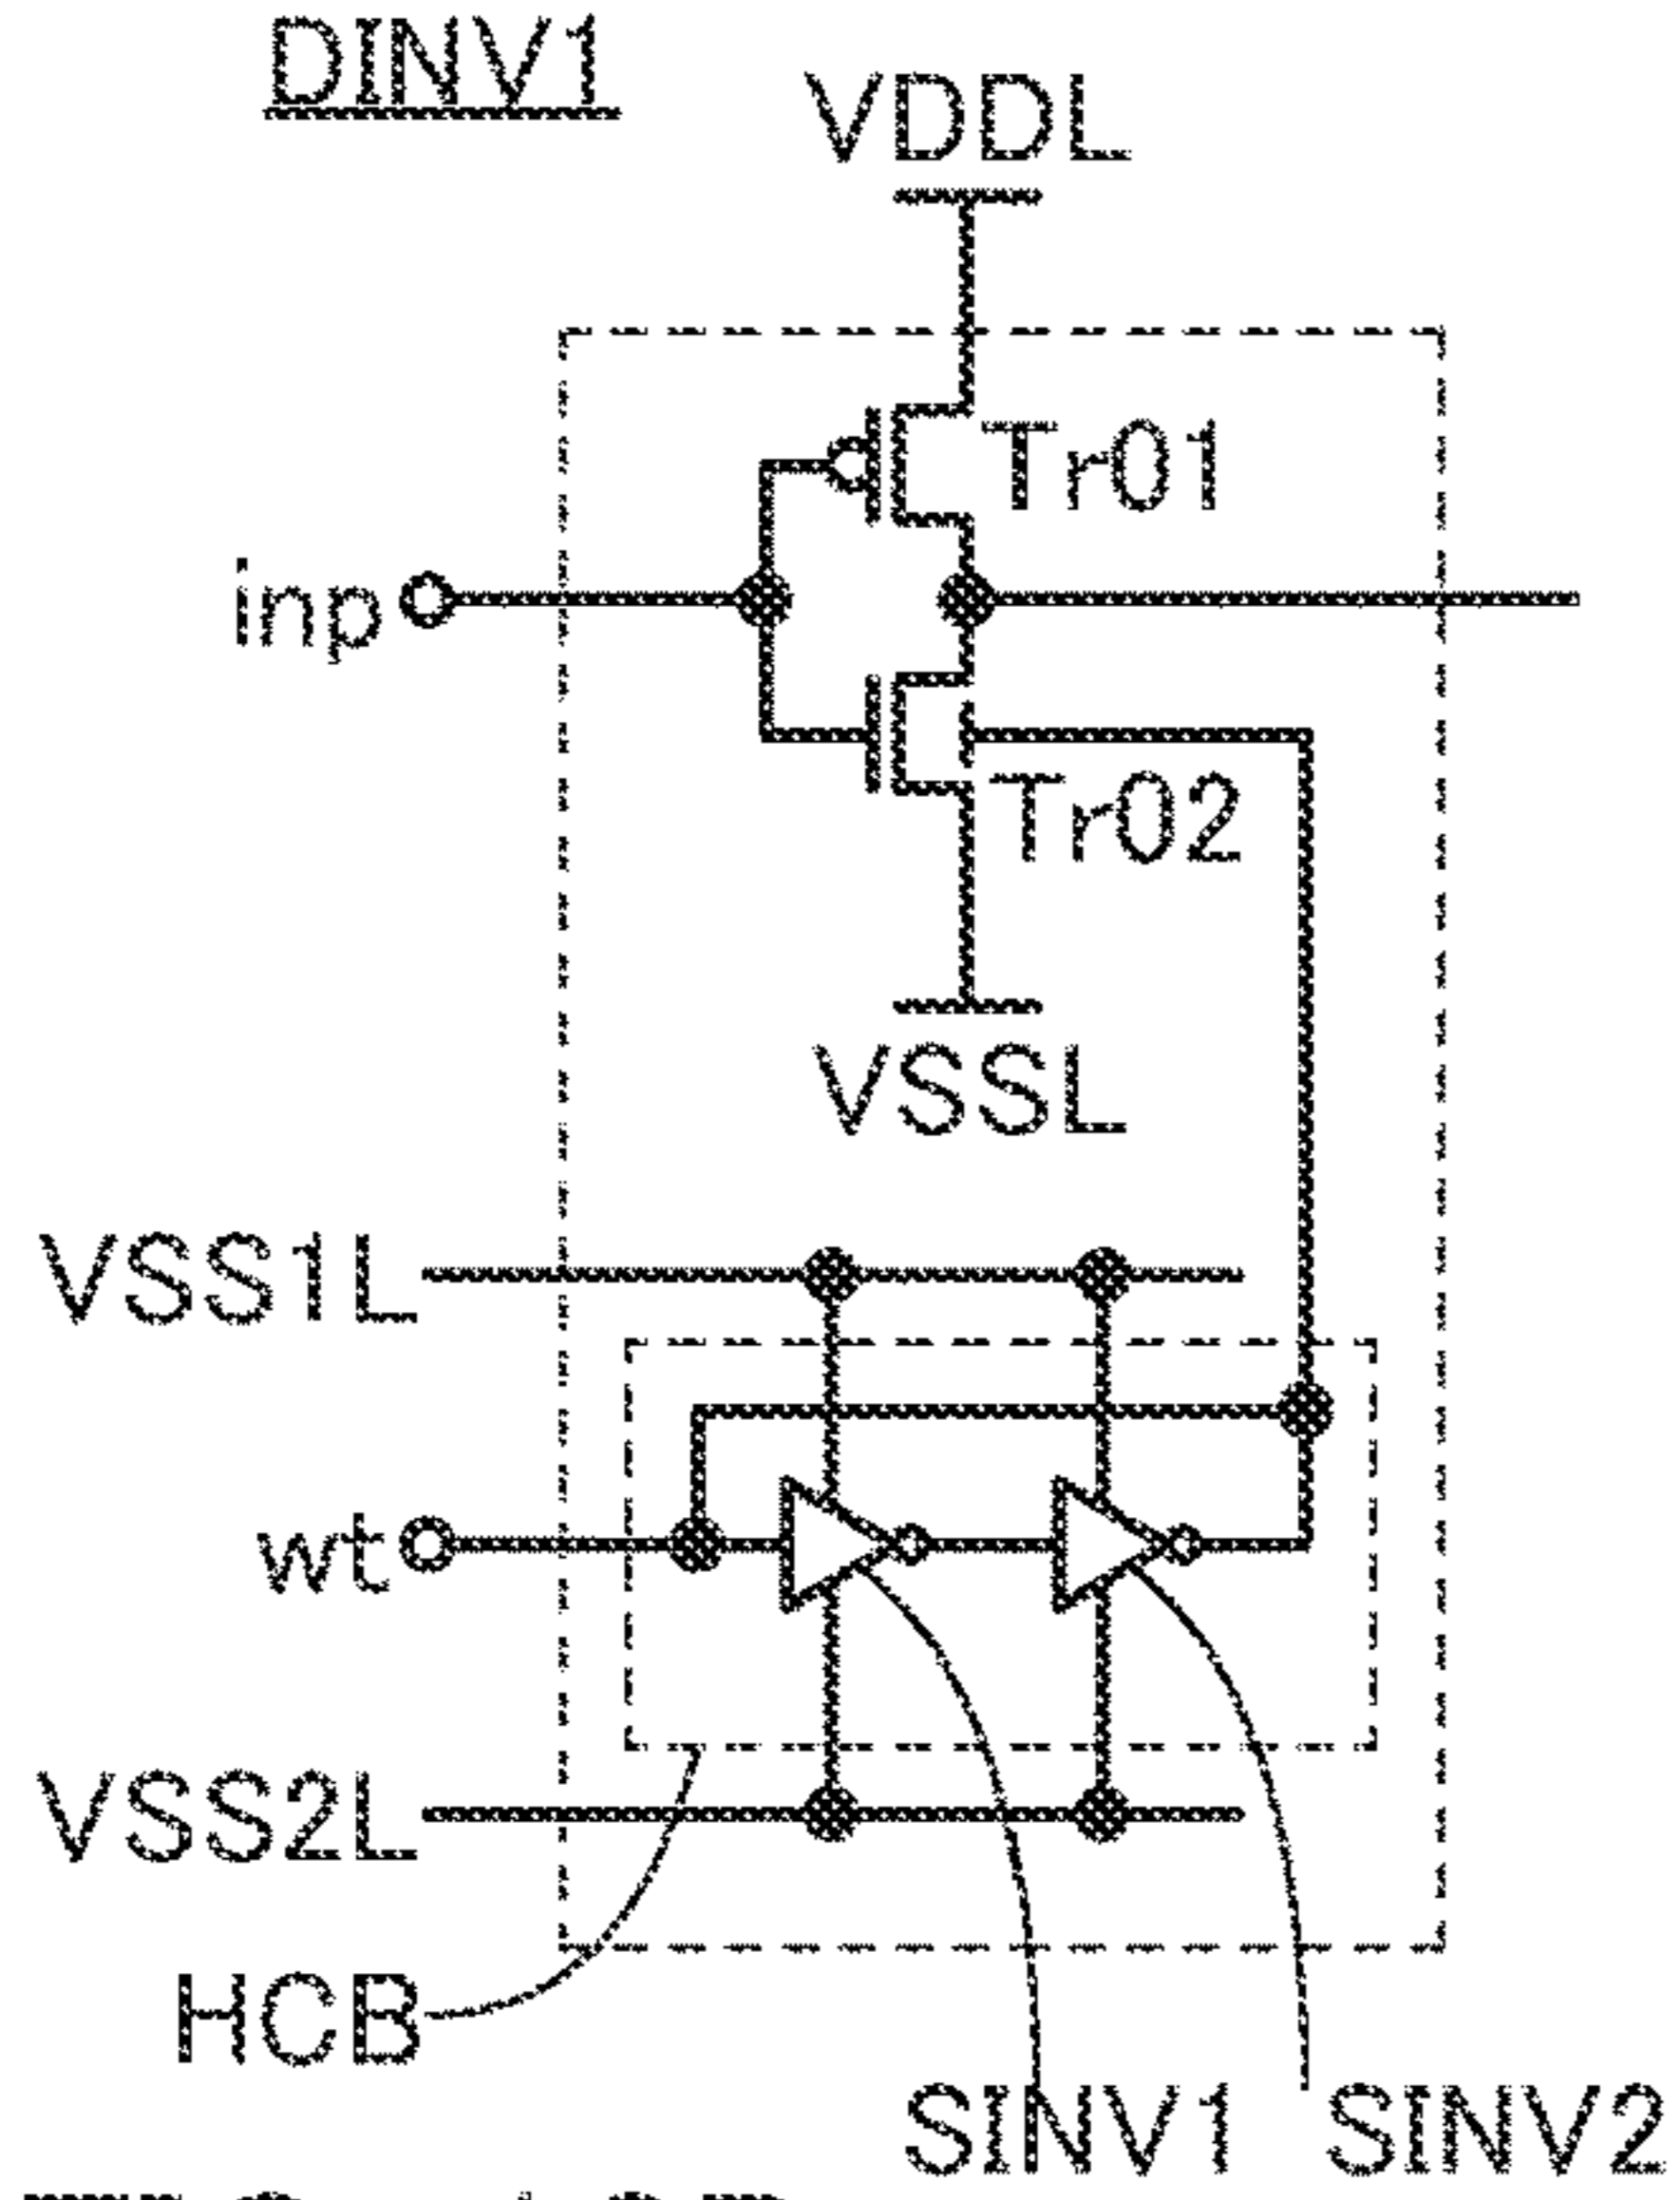 DINV1
VDDL
Tr01
inp
Tr02
VSSL
VSS1L
wt
VSS2L
HCB
SINV1 SINV2